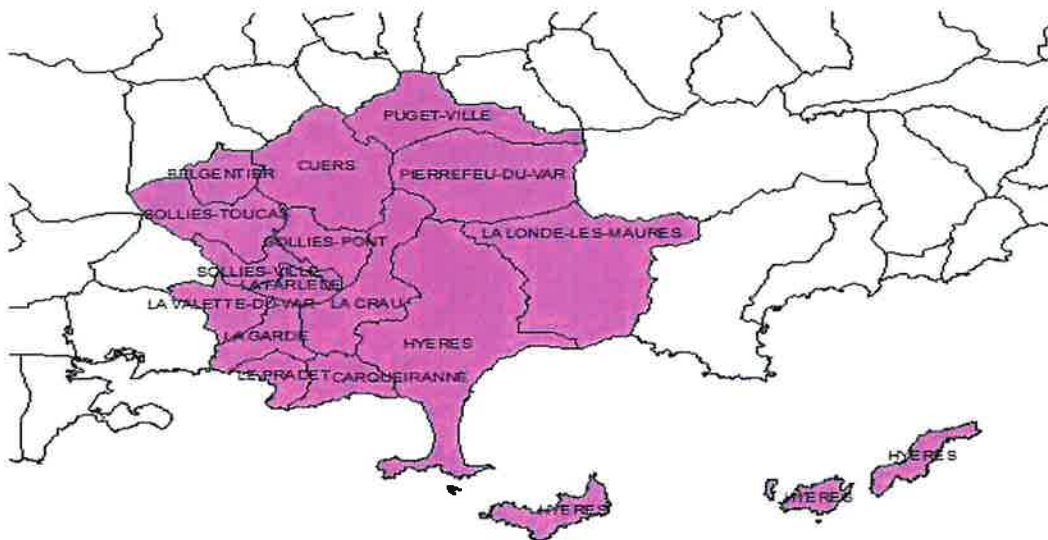 PUGET-VILLE
CUERS
BELGENTIER
PIERREFEU-DU-VAR
SOLLIES-TOUCAS
LA LONDE-LES-MAURES
SOLLIES-PONT
SOLLIES-VILLE
LA FARLEDE
LA VALETTE-DU-VAR
LA CRAU
LA GARDE
HYERES
LE PRADET
CARQUEIRANNE
HYERES
HYERES
HYERES